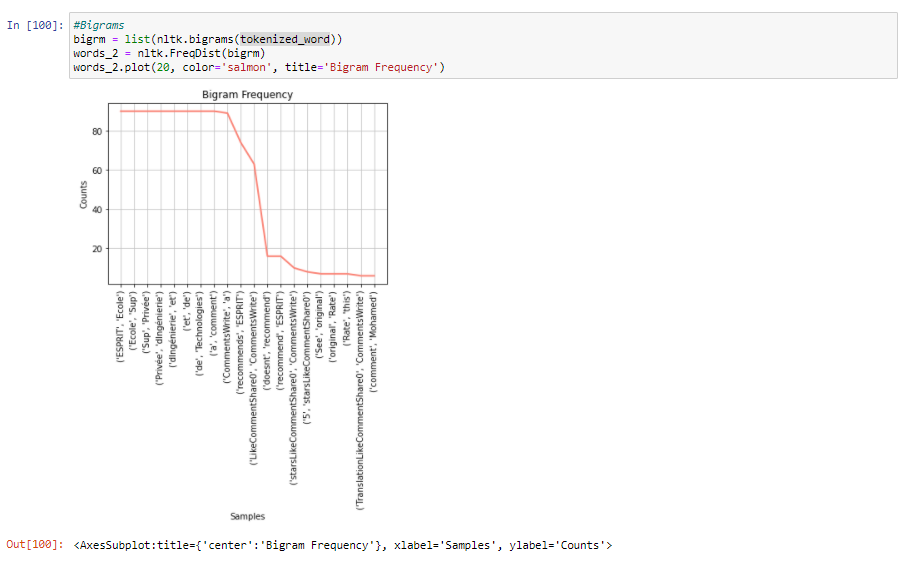 In [100]: #Bigrams
bigrm = list(nltk.bigrams(tokenized_word))
words_2 = nltk.FreqDist(bigrm)
words_2.plot(20, color='salmon', title='Bigram Frequency')
Bigram Frequency
80
60
40
20
Counts
('ESPRIT', 'Ecole')
('Ecole', 'Sup')
('Sup', 'Privée')
('Privée', 'dIngénierie')
('dIngénierie', 'et')
('et', 'de')
('de', 'Technologies')
('a', 'comment')
('CommentsWrite', 'a')
('recommends', 'ESPRIT')
('LikeCommentShare0', 'CommentsWrite')
('doesnt', 'recommend')
('recommend', 'ESPRIT')
('starsLikeCommentShare0', 'CommentsWrite')
('5', 'starsLikeCommentShare0')
('See', 'original')
('original', 'Rate')
('Rate', 'this')
('TranslationLikeCommentShare0', 'CommentsWrite')
('comment', 'Mohamed')
Samples
Out[100]: <AxesSubplot:title={'center':'Bigram Frequency'}, xlabel='Samples', ylabel='Counts'>